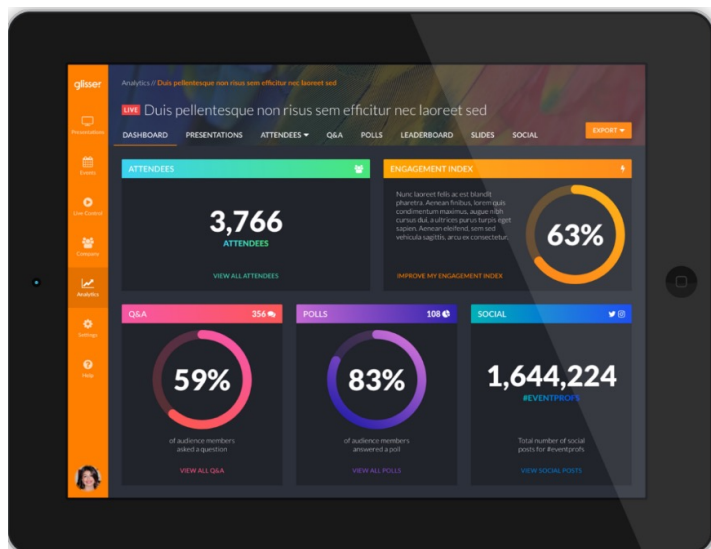 glisser
Analytics // Duis pellentesque non risus sem efficitur nec laoreet sed
LIVE Duis pellentesque non risus sem efficitur nec laoreet sed
DASHBOARD PRESENTATIONS ATTENDEES Q&A POLLS LEADERBOARD SLIDES SOCIAL EXPORT
Presentations
Events
Live Control
Analytics
Settings
Help
ATTENDEES
3,766
ATTENDEES
VIEW ALL ATTENDEES
ENGAGEMENT INDEX
Nunc laoreet felis ac est blandit
pharetra. Aenean finibus, lorem quis
condimentum maximus, augue nibh
cursus dui, a ultrices purus turpis eget
sapien. Aenean eleifend, sem sed
vehicula sagittis, arcu ex consectetur.
63%
IMPROVE MY ENGAGEMENT INDEX
Q&A 356
59%
of audience members
asked a question
VIEW ALL Q&A
POLLS 108
83%
of audience members
answered a poll
VIEW ALL POLLS
SOCIAL
1,644,224
#EVENTPROFS
Total number of social
posts for #eventprofs
VIEW SOCIAL POSTS